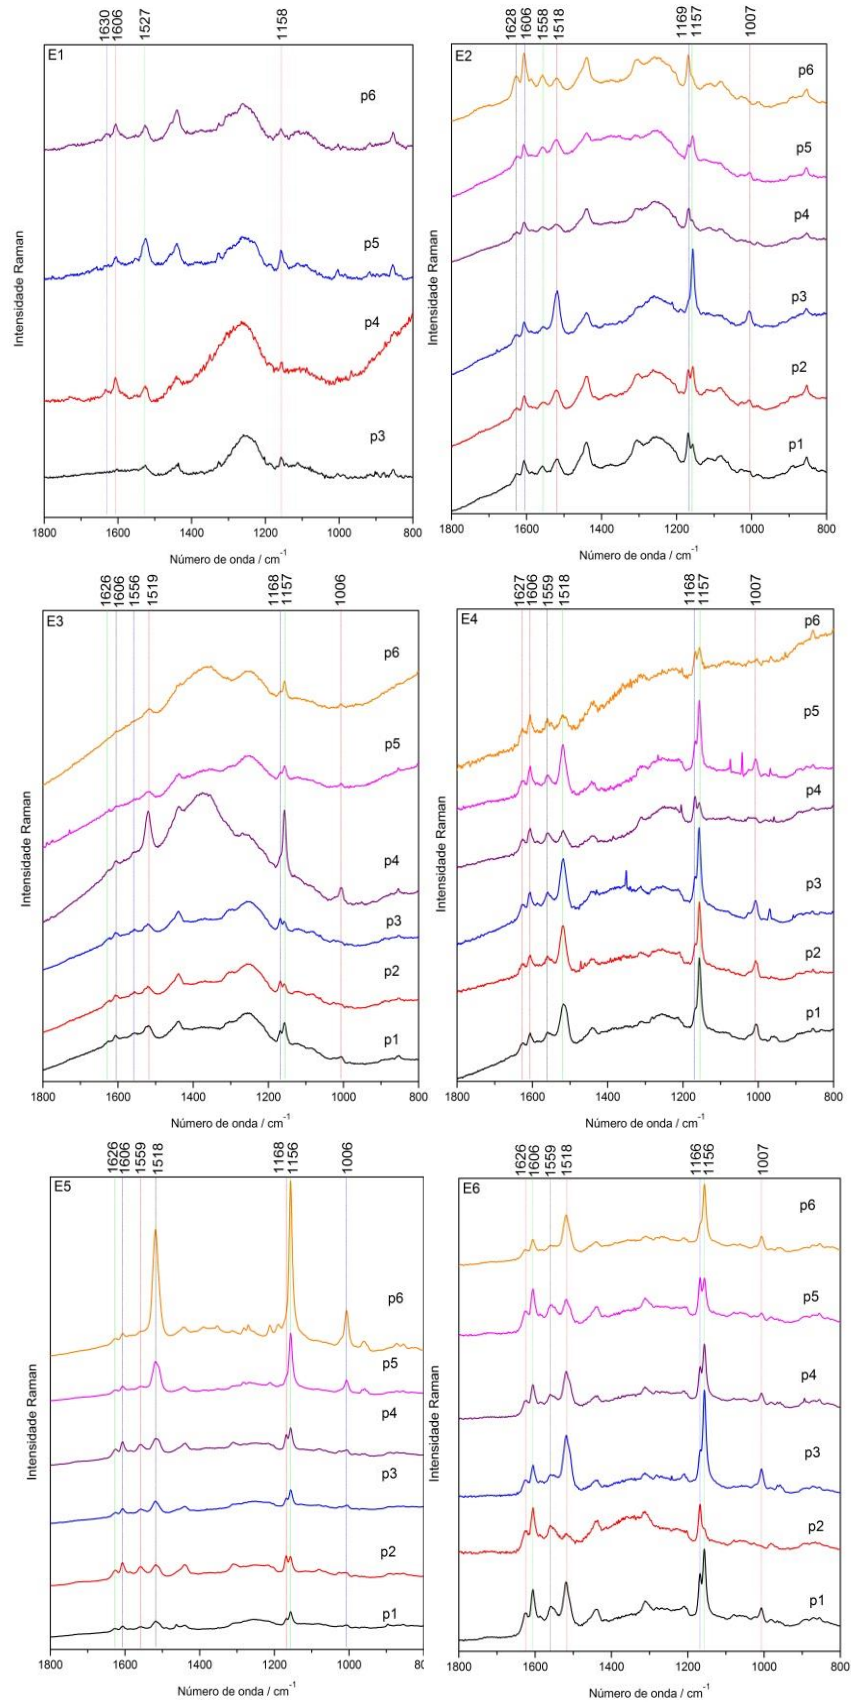 1630 1606 1527 1158
E1
p6
p5
p4
p3
Intensidade Raman
1800 1600 1400 1200 1000 800
Número de onda / cm-1
1628 1606 1558 1518 1169 1157 1007
E2
p6
p5
p4
p3
p2
p1
Intensidade Raman
1800 1600 1400 1200 1000 800
Número de onda / cm-1
1626 1606 1556 1519 1168 1157 1006
E3
p6
p5
p4
p3
p2
p1
Intensidade Raman
1800 1600 1400 1200 1000 800
Número de onda / cm-1
1627 1606 1559 1518 1168 1157 1007
E4
p6
p5
p4
p3
p2
p1
Intensidade Raman
1800 1600 1400 1200 1000 800
Número de onda / cm-1
1626 1606 1559 1518 1168 1156 1006
E5
p6
p5
p4
p3
p2
p1
Intensidade Raman
1800 1600 1400 1200 1000 800
Número de onda / cm-1
1626 1606 1559 1518 1166 1156 1007
E6
p6
p5
p4
p3
p2
p1
Intensidade Raman
1800 1600 1400 1200 1000 800
Número de onda / cm-1